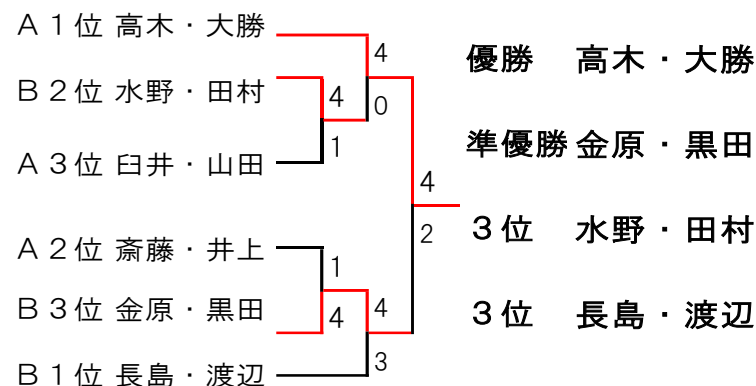 A１位 高木・大勝
B２位 水野・田村
A３位 臼井・山田
A２位 斎藤・井上
B３位 金原・黒田
B１位 長島・渡辺
4
0
4
1
1
4
4
3
4
2
優勝 高木・大勝
準優勝 金原・黒田
３位 水野・田村
３位 長島・渡辺